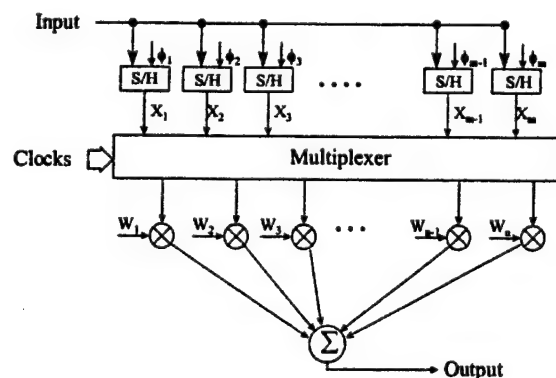 Input
ϕ₁ ϕ₂ ϕ₃ ϕₘ₋₁ ϕₘ
S/H S/H S/H .... S/H S/H
X₁ X₂ X₃ Xₘ₋₁ Xₘ
Clocks Multiplexer
W₁ W₂ W₃ ... Wₙ₋₁ Wₙ
Σ
Output